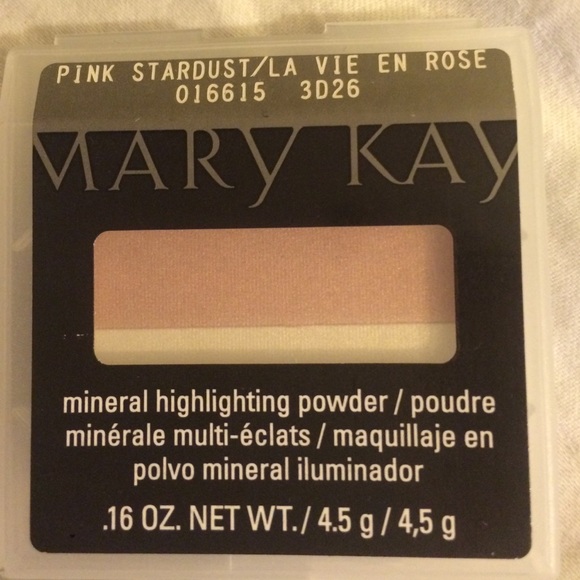 PINK STARDUST/LA VIE EN ROSE
016615 3D26
MARY KAY
mineral highlighting powder / poudre
minérale multi-éclats / maquillaje en
polvo mineral iluminador
.16 OZ. NET WT. / 4.5 g / 4,5 g